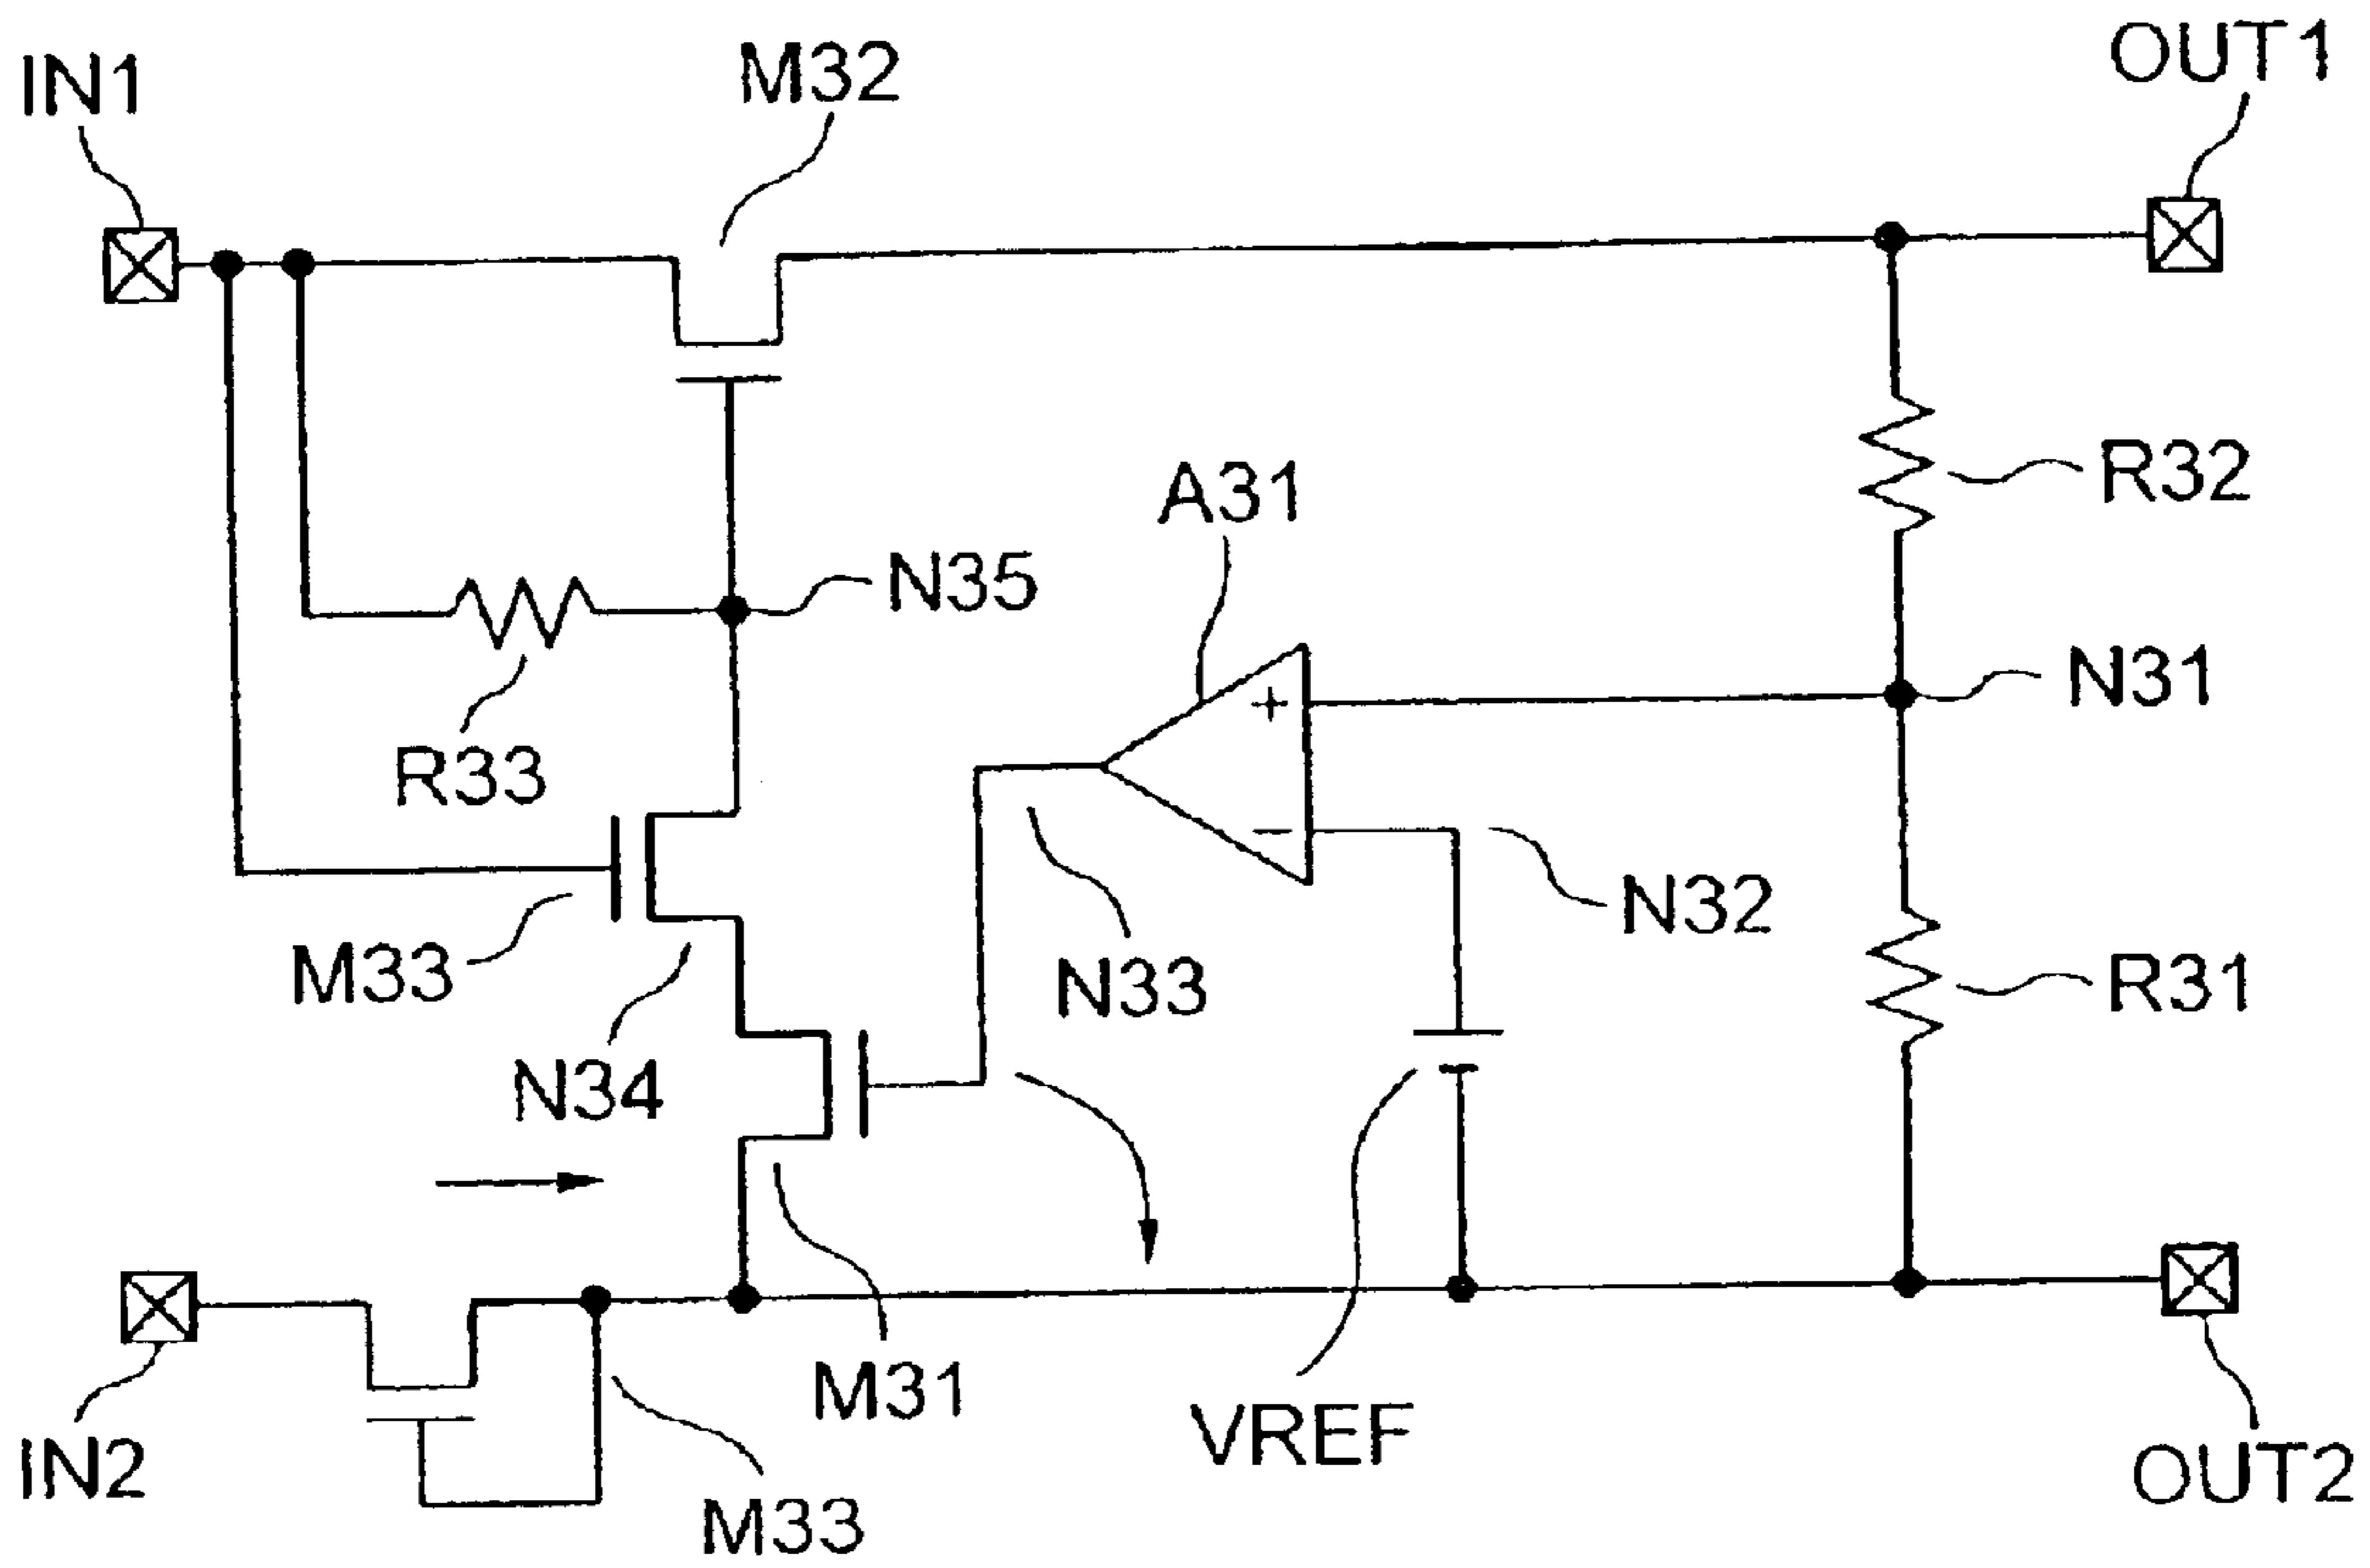 IN1
M32
OUT1
A31
R32
N35
N31
+
R33
−
N32
M33
N33
R31
N34
M31
VREF
IN2
OUT2
M33